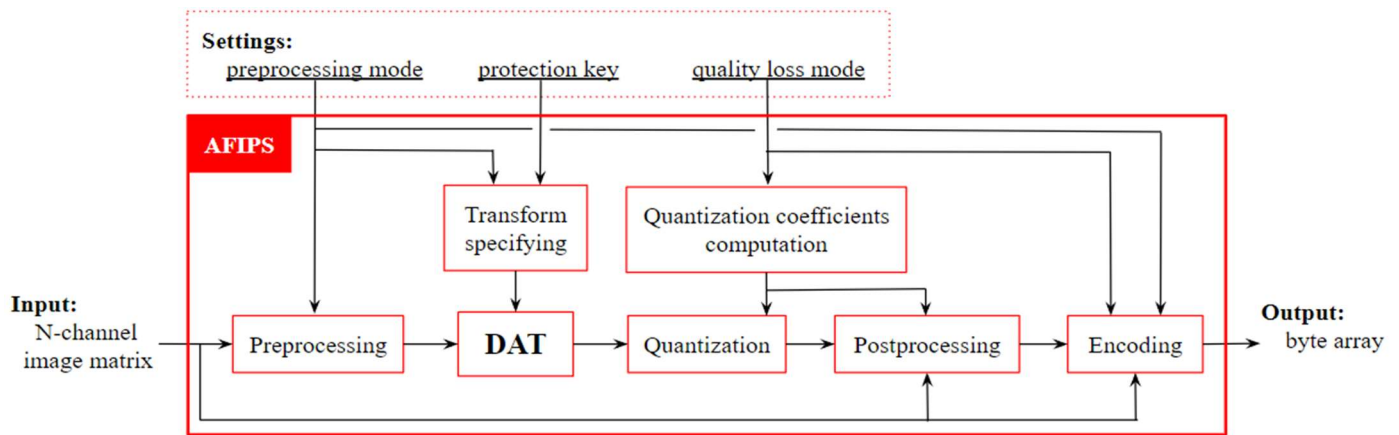 Settings:
preprocessing mode protection key quality loss mode
AFIPS
Transform
specifying
Quantization coefficients
computation
Input:
N-channel
image matrix
Preprocessing
DAT
Quantization
Postprocessing
Encoding
Output:
byte array